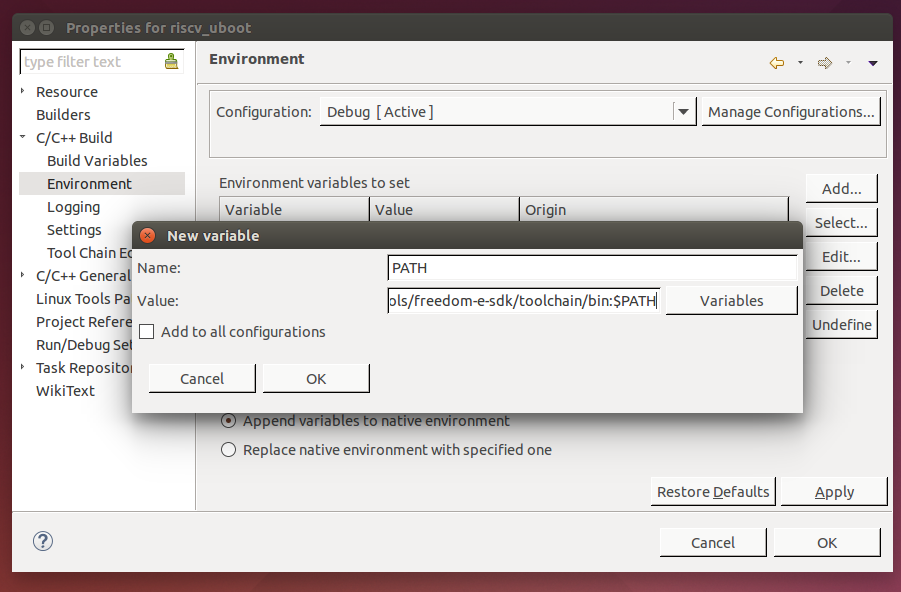 Properties for riscv_uboot
type filter text
Resource
Builders
C/C++ Build
Build Variables
Environment
Logging
Settings
Tool Chain Ed
C/C++ General
Linux Tools Pa
Project Refere
Run/Debug Set
Task Repositor
WikiText
Environment
Configuration: Debug [ Active ] Manage Configurations...
Environment variables to set
Variable Value Origin
Add...
Select...
Edit...
Delete
Undefine
New variable
Name: PATH
Value: ols/freedom-e-sdk/toolchain/bin:$PATH Variables
Add to all configurations
Cancel OK
Append variables to native environment
Replace native environment with specified one
Restore Defaults Apply
Cancel OK